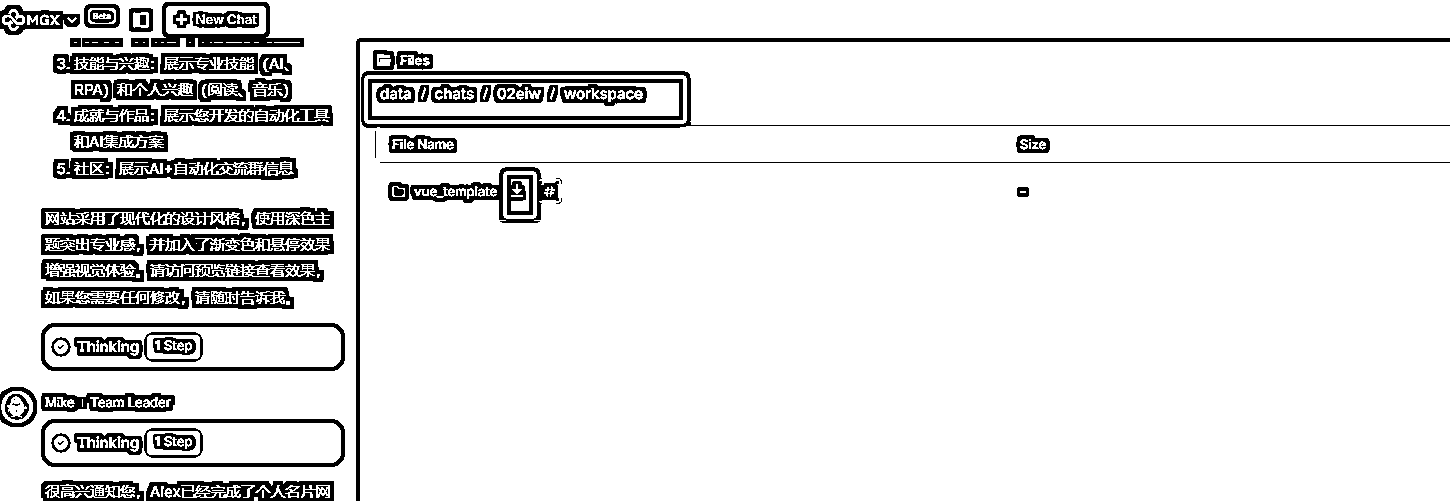 MGX Beta New Chat
3. 技能与兴趣: 展示专业技能 (AI、
RPA) 和个人兴趣 (阅读、音乐)
4. 成就与作品: 展示您开发的自动化工具
和AI集成方案
5. 社区: 展示AI+自动化交流群信息
网站采用了现代化的设计风格, 使用深色主
题突出专业感, 并加入了渐变色和悬停效果
增强视觉体验。请访问预览链接查看效果,
如果您需要任何修改, 请随时告诉我。
Thinking 1 Step
Mike | Team Leader
Thinking 1 Step
很高兴通知您, Alex已经完成了个人名片网
Files
data / chats / 02eiw / workspace
File Name Size
vue_template # -